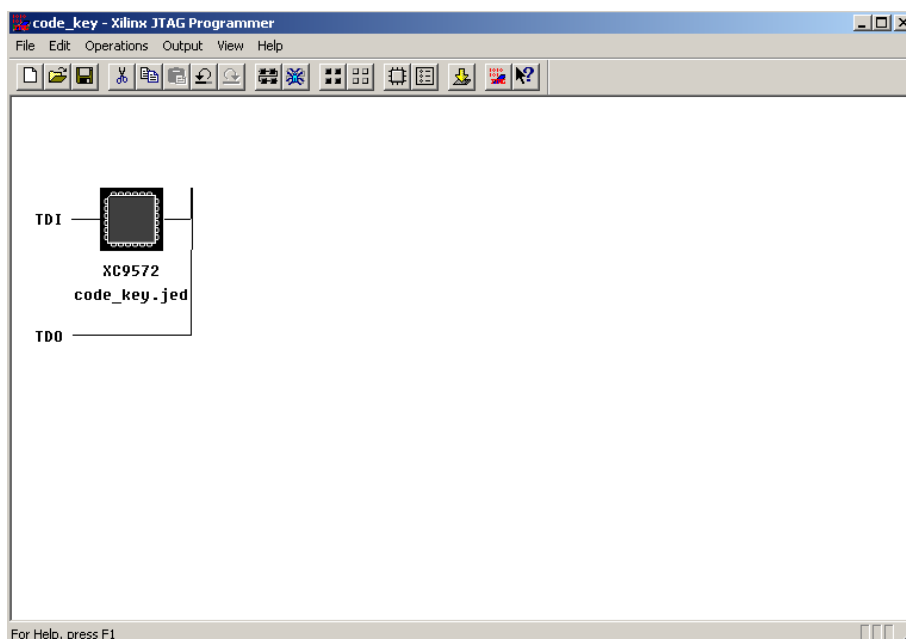 code_key - Xilinx JTAG Programmer
File Edit Operations Output View Help
TDI
XC9572
code_key.jed
TDO
For Help, press F1